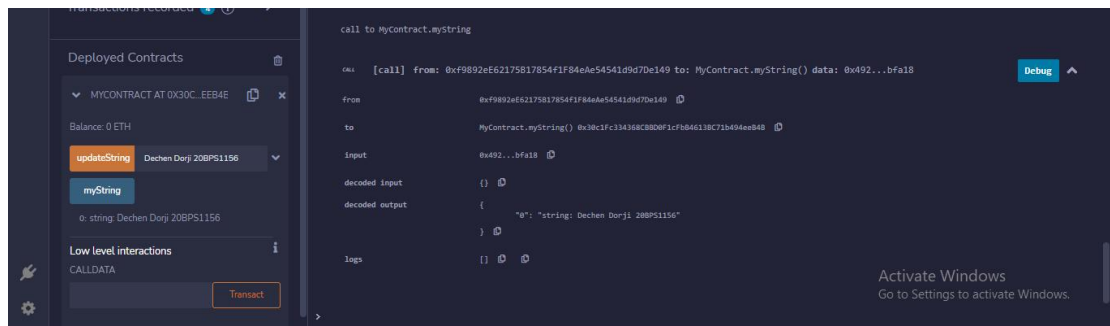 Transactions recorded
Deployed Contracts
MYCONTRACT AT 0X30C...EEB4E
Balance: 0 ETH
updateString Dechen Dorji 20BPS1156
myString
0: string: Dechen Dorji 20BPS1156
Low level interactions
CALLDATA
Transact
call to MyContract.myString
CALL [call] from: 0xf9892eE62175B17854f1F84eAe54541d9d7De149 to: MyContract.myString() data: 0x492...bfa18
Debug
from 0xf9892eE62175B17854f1F84eAe54541d9d7De149
to MyContract.myString() 0x30c1Fc334368CBBD0F1cFbB4613BC71b494eeB4B
input 0x492...bfa18
decoded input {}
decoded output {
"0": "string: Dechen Dorji 20BPS1156"
}
logs []
>
Activate Windows
Go to Settings to activate Windows.